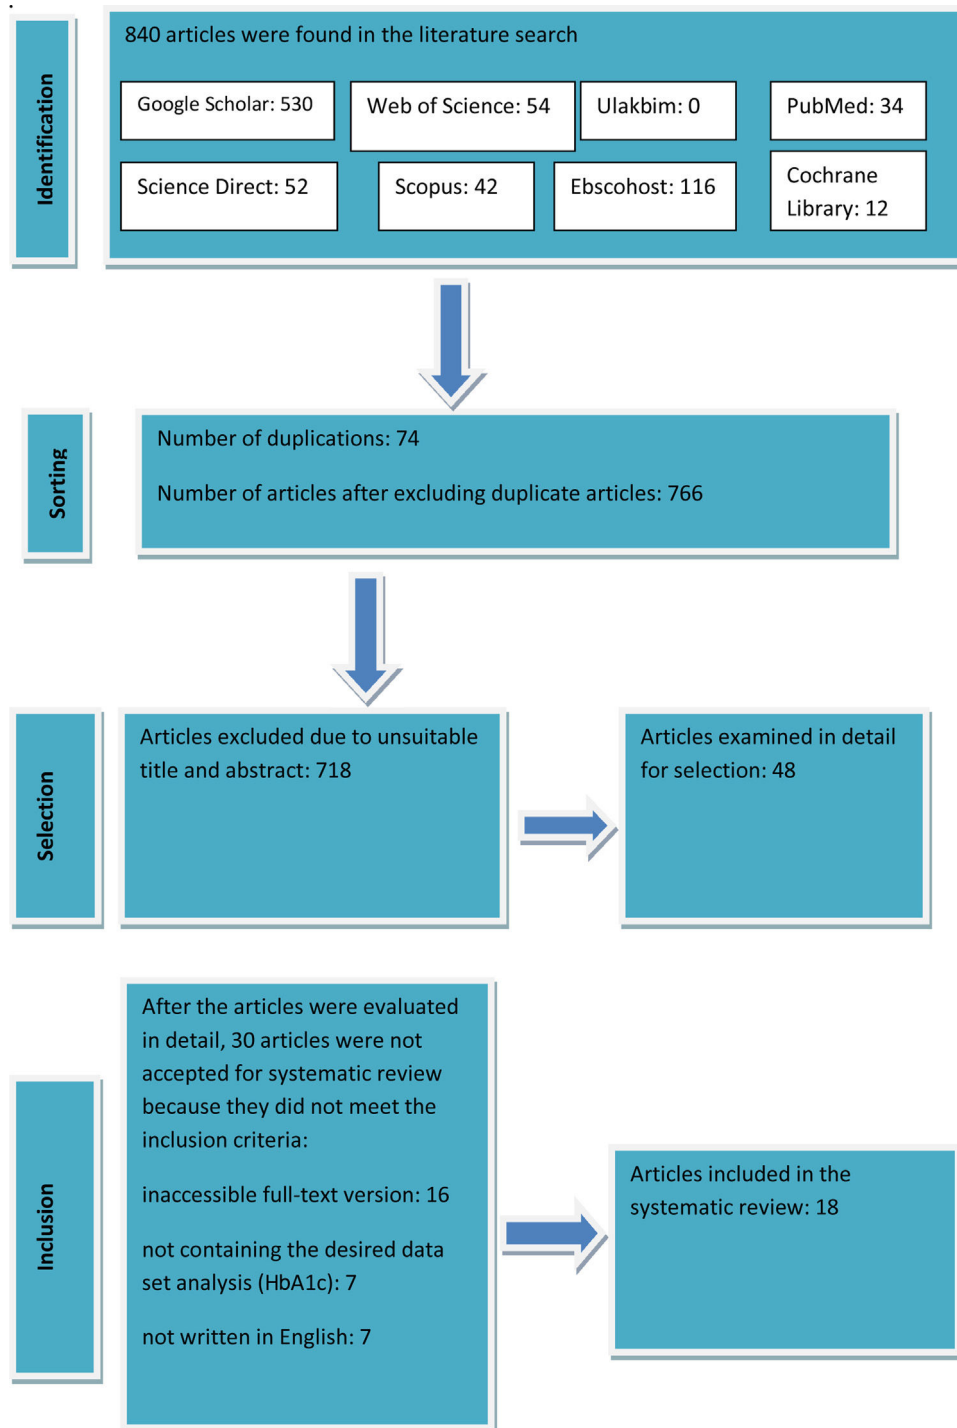 Identification
840 articles were found in the literature search
Google Scholar: 530
Web of Science: 54
Ulakbim: 0
PubMed: 34
Science Direct: 52
Scopus: 42
Ebscohost: 116
Cochrane
Library: 12
Sorting
Number of duplications: 74
Number of articles after excluding duplicate articles: 766
Selection
Articles excluded due to unsuitable
title and abstract: 718
Articles examined in detail
for selection: 48
Inclusion
After the articles were evaluated
in detail, 30 articles were not
accepted for systematic review
because they did not meet the
inclusion criteria:
inaccessible full-text version: 16
not containing the desired data
set analysis (HbA1c): 7
not written in English: 7
Articles included in the
systematic review: 18